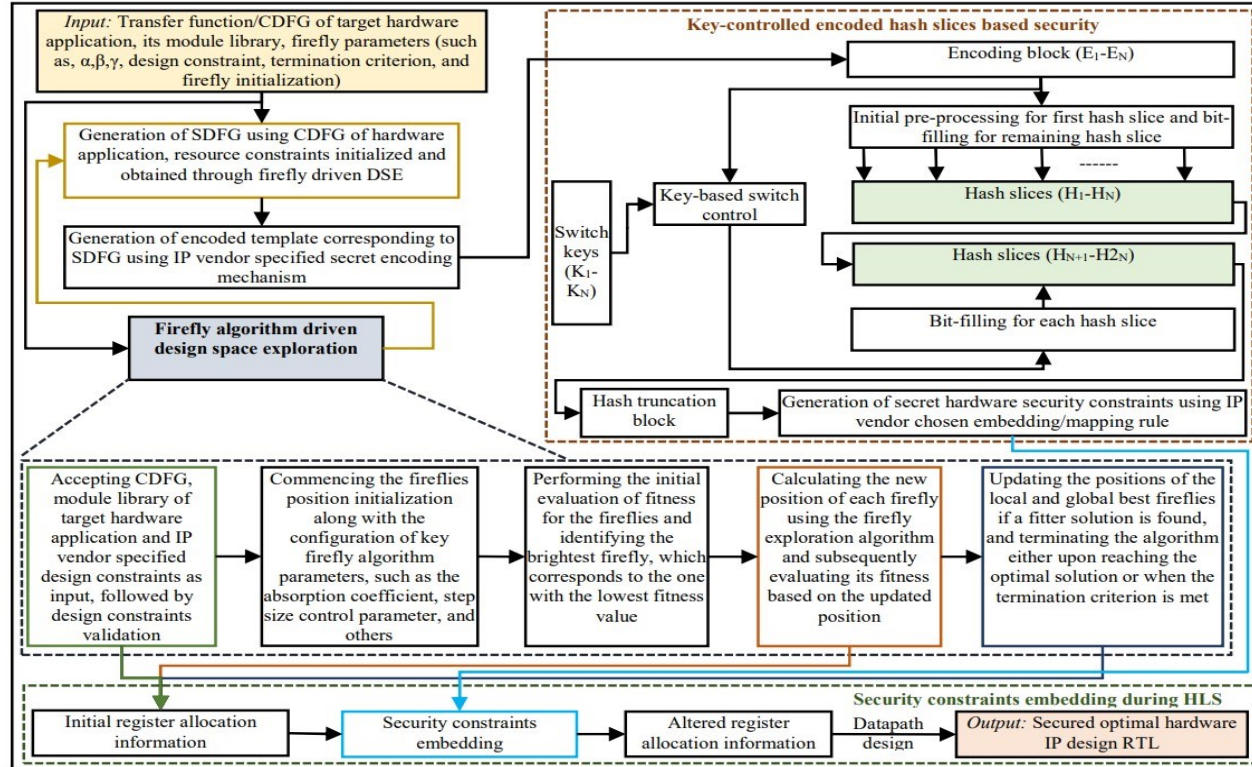 Input: Transfer function/CDFG of target hardware
application, its module library, firefly parameters (such
as, α,β,γ, design constraint, termination criterion, and
firefly initialization)
Generation of SDFG using CDFG of hardware
application, resource constraints initialized and
obtained through firefly driven DSE
Generation of encoded template corresponding to
SDFG using IP vendor specified secret encoding
mechanism
Firefly algorithm driven
design space exploration
Key-controlled encoded hash slices based security
Encoding block (E1-EN)
Initial pre-processing for first hash slice and bit-
filling for remaining hash slice
------
Switch
keys
(K1-
KN)
Key-based switch
control
Hash slices (H1-HN)
Hash slices (HN+1-H2N)
Bit-filling for each hash slice
Hash truncation
block
Generation of secret hardware security constraints using IP
vendor chosen embedding/mapping rule
Accepting CDFG,
module library of
target hardware
application and IP
vendor specified
design constraints as
input, followed by
design constraints
validation
Commencing the fireflies
position initialization
along with the
configuration of key
firefly algorithm
parameters, such as the
absorption coefficient, step
size control parameter, and
others
Performing the initial
evaluation of fitness
for the fireflies and
identifying the
brightest firefly, which
corresponds to the one
with the lowest fitness
value
Calculating the new
position of each firefly
using the firefly
exploration algorithm
and subsequently
evaluating its fitness
based on the updated
position
Updating the positions of the
local and global best fireflies
if a fitter solution is found,
and terminating the algorithm
either upon reaching the
optimal solution or when the
termination criterion is met
Security constraints embedding during HLS
Initial register allocation
information
Security constraints
embedding
Altered register
allocation information
Datapath
design
Output: Secured optimal hardware
IP design RTL